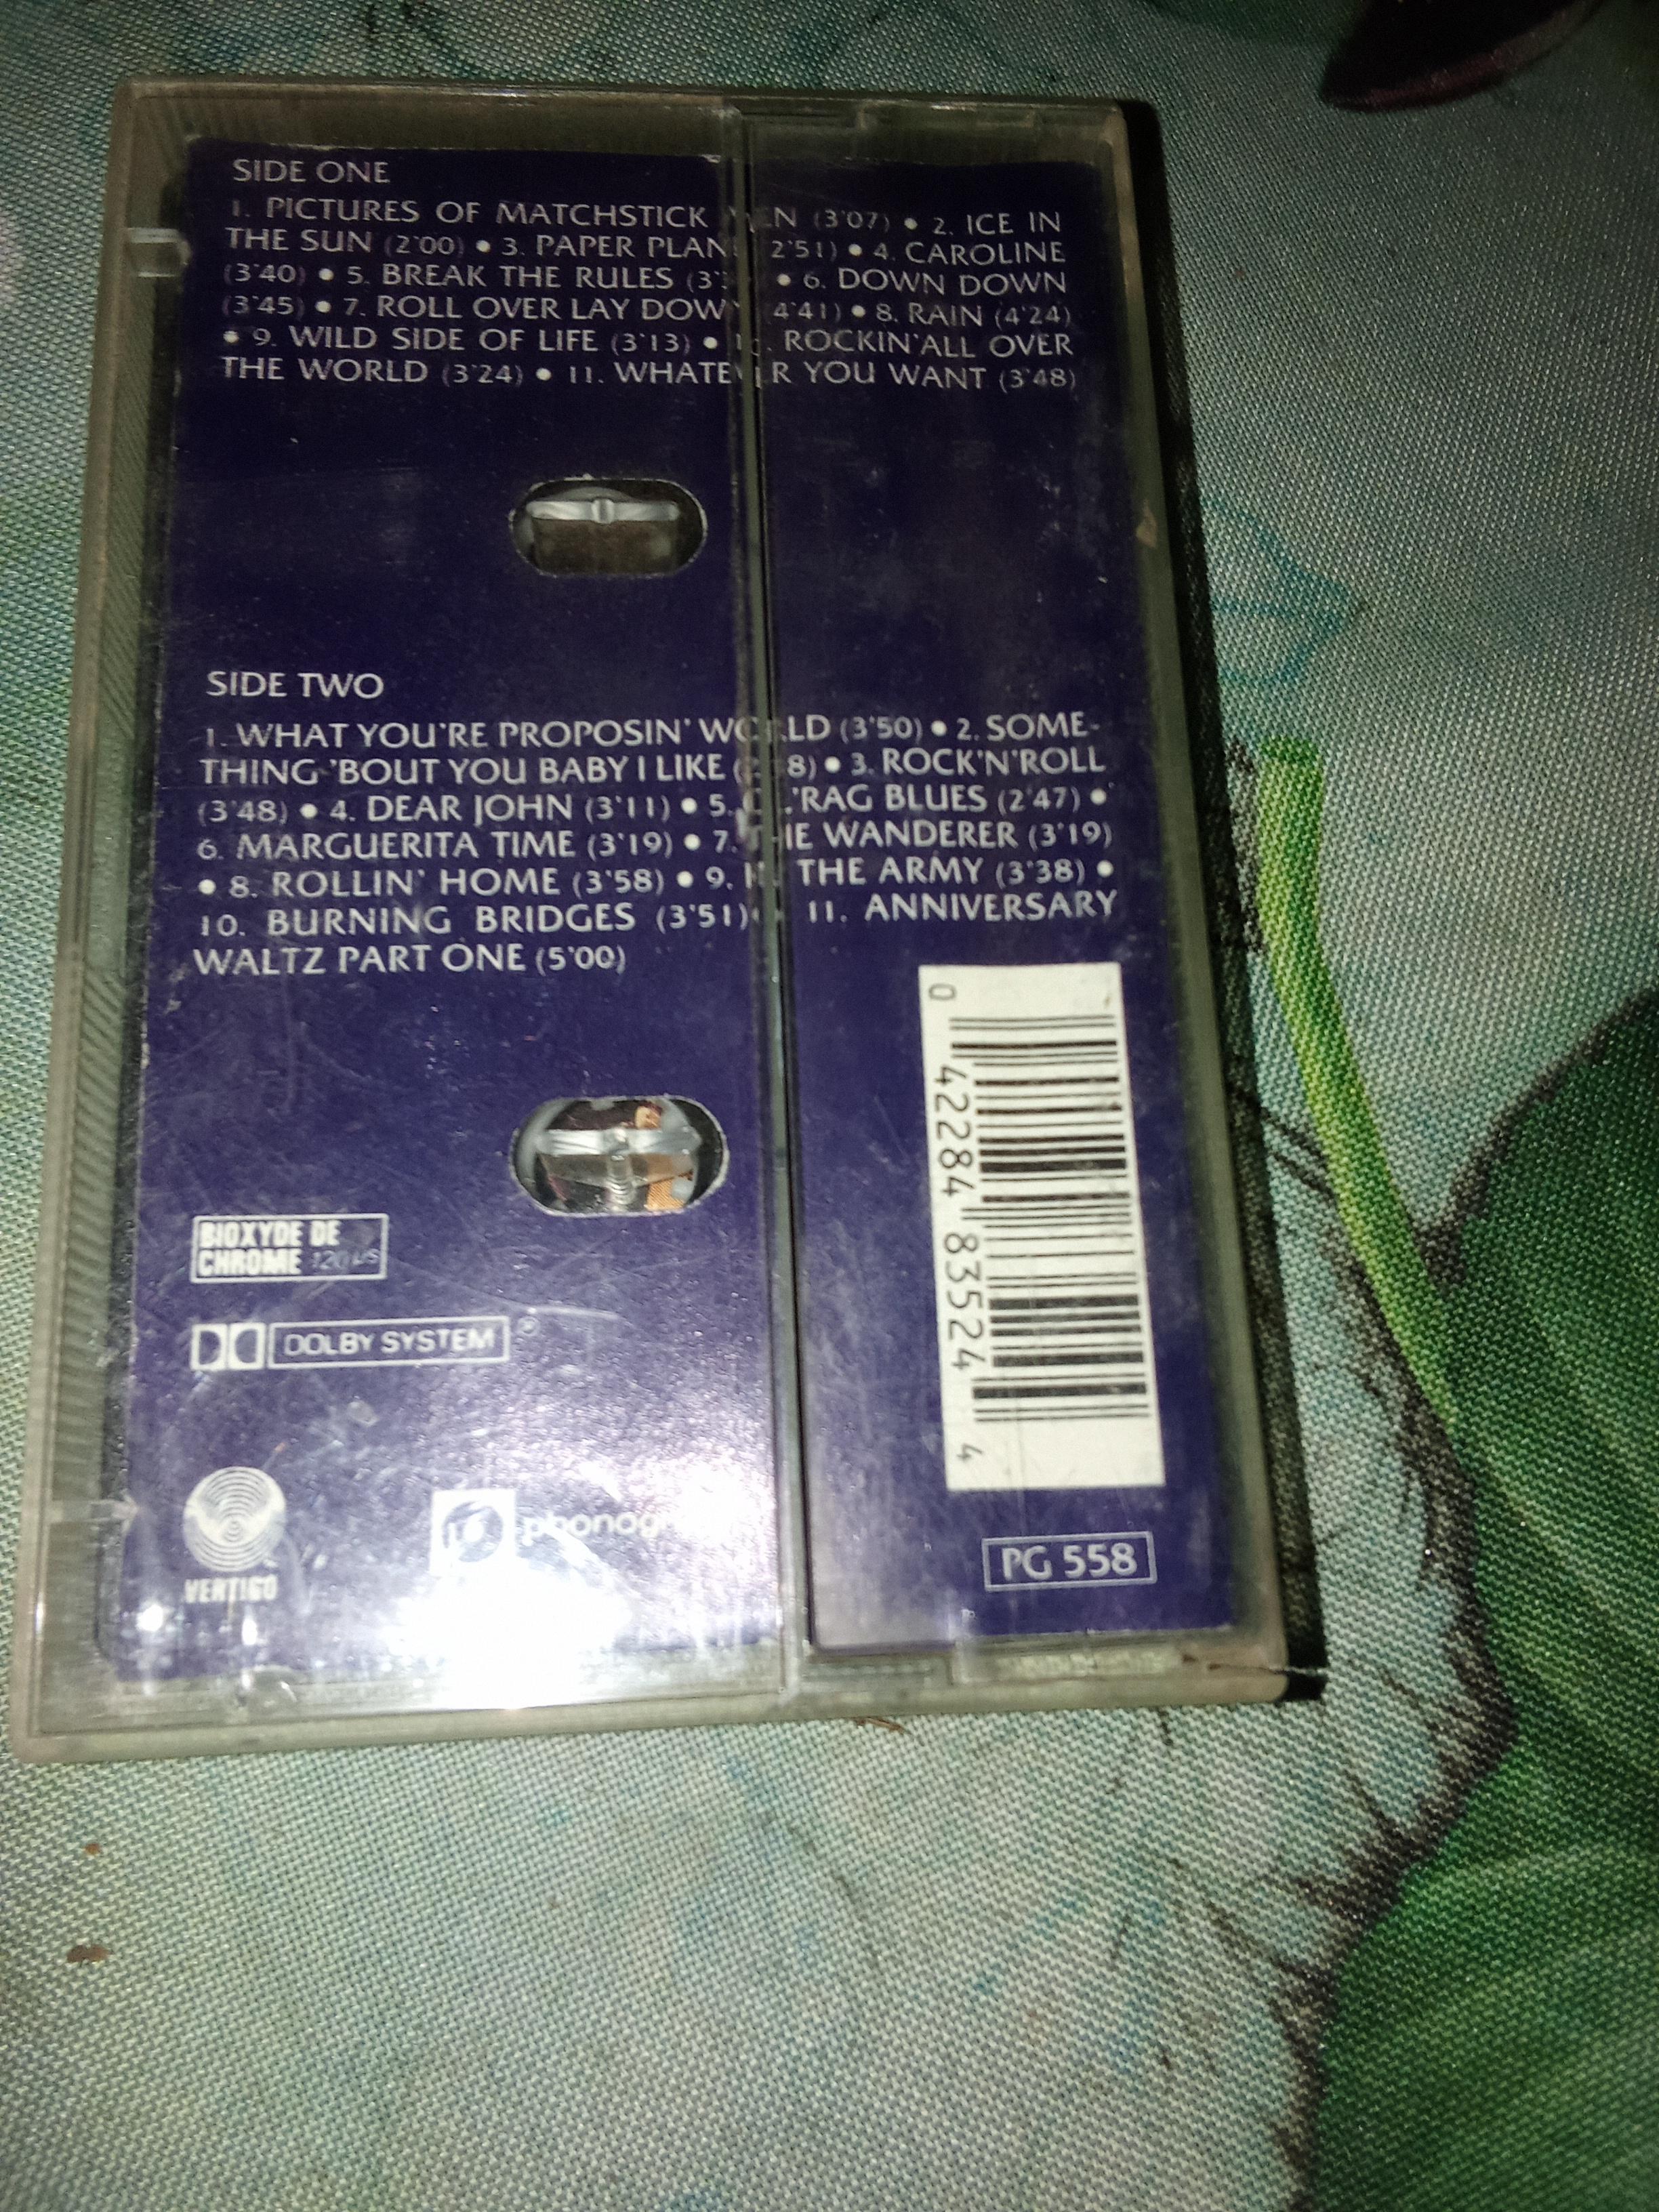 SIDE ONE
1. PICTURES OF MATCHSTICK (3'07) • 2. ICE IN
THE SUN (2'00) • 3. PAPER 2'51) • 4. CAROLINE
(3'40) • 5. BREAK THE RULES • 6. DOWN DOWN
(3'45) • 7. ROLL OVER LAY (4'41) • 8. RAIN (4'24)
• 9. WILD SIDE OF LIFE (3'13) • ROCKIN'ALL OVER
THE WORLD (3'24) • 11. WHATEVER YOU WANT (3'48)
SIDE TWO
1. WHAT YOU'RE PROPOSIN' WORLD (3'50) • 2. SOME-
THING 'BOUT YOU BABY I LIKE • 3. ROCK'N'ROLL
(3'48) • 4. DEAR JOHN (3'11) • 5. RAG BLUES (2'47) •
6. MARGUERITA TIME (3'19) • 7. THE WANDERER (3'19)
• 8. ROLLIN' HOME (3'58) • 9. THE ARMY (3'38) •
10. BURNING BRIDGES (3'51) 11. ANNIVERSARY
WALTZ PART ONE (5'00)
0 42284 83524 4
BIOXYDE DE
CHROME 120 µs
DOLBY SYSTEM
VERTIGO
PG 558